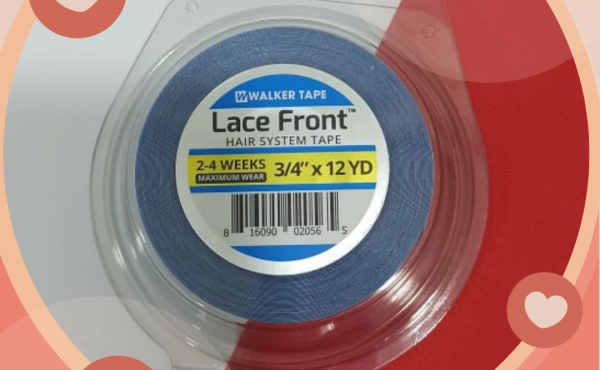 W WALKER TAPE
Lace Front™
HAIR SYSTEM TAPE
2-4 WEEKS
MAXIMUM WEAR
3/4" x 12 YD
8 16090 02056 5